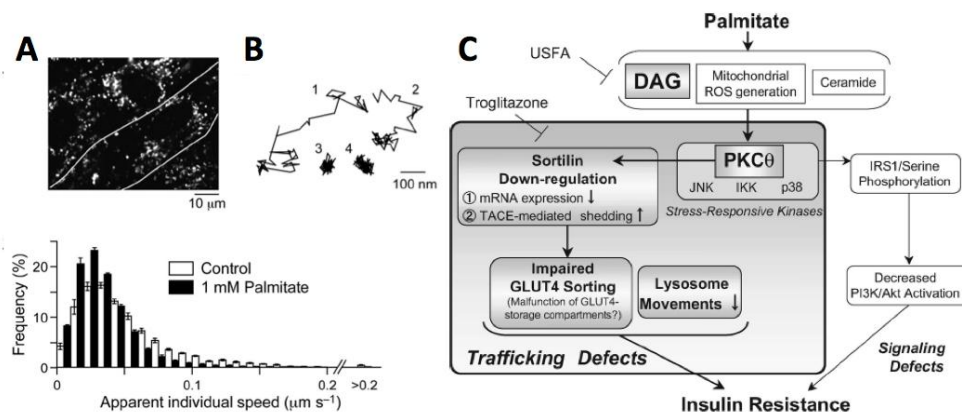 A
10 μm
B
1
2
3
4
100 nm
Frequency (%)
20
10
0
Control
1 mM Palmitate
0
0.1
0.2
>0.2
Apparent individual speed (μm s⁻¹)
C
Palmitate
USFA
DAG
Mitochondrial
ROS generation
Ceramide
Troglitazone
Sortilin
Down-regulation
① mRNA expression ↓
② TACE-mediated shedding ↑
PKCθ
JNK IKK p38
Stress-Responsive Kinases
IRS1/Serine
Phosphorylation
Impaired
GLUT4 Sorting
(Malfunction of GLUT4-
storage compartments?)
Lysosome
Movements ↓
Decreased
PI3K/Akt Activation
Trafficking Defects
Signaling
Defects
Insulin Resistance